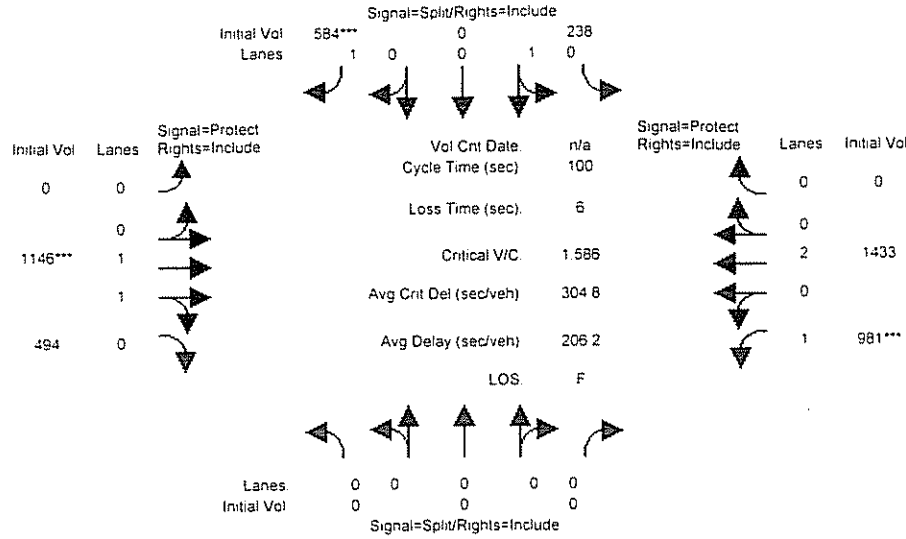 Signal=Split/Rights=Include
Initial Vol 584*** 0 238
Lanes 1 0 0 1 0
Signal=Protect
Initial Vol Lanes Rights=Include
Vol Cnt Date. n/a
Cycle Time (sec) 100
Signal=Protect
Rights=Include Lanes Initial Vol
0 0
0 0
Loss Time (sec). 6
0
0
1146*** 1
Critical V/C. 1.586
2 1433
1
Avg Crit Del (sec/veh) 304 8
0
494 0
Avg Delay (sec/veh) 206 2
1 981***
LOS. F
Lanes. 0 0 0 0 0
Initial Vol 0 0 0
Signal=Split/Rights=Include